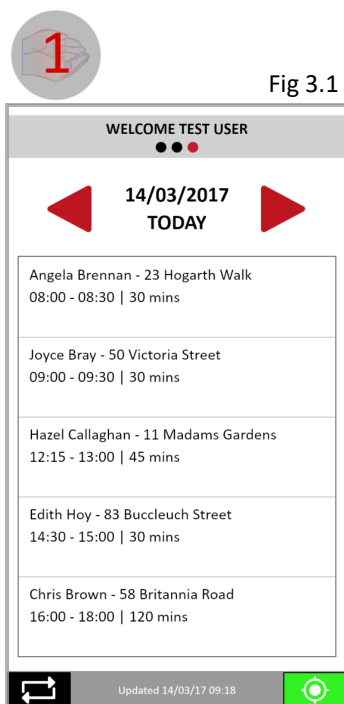 1
Fig 3.1
WELCOME TEST USER
14/03/2017
TODAY
Angela Brennan - 23 Hogarth Walk
08:00 - 08:30 | 30 mins
Joyce Bray - 50 Victoria Street
09:00 - 09:30 | 30 mins
Hazel Callaghan - 11 Madams Gardens
12:15 - 13:00 | 45 mins
Edith Hoy - 83 Buccleuch Street
14:30 - 15:00 | 30 mins
Chris Brown - 58 Britannia Road
16:00 - 18:00 | 120 mins
Updated 14/03/17 09:18